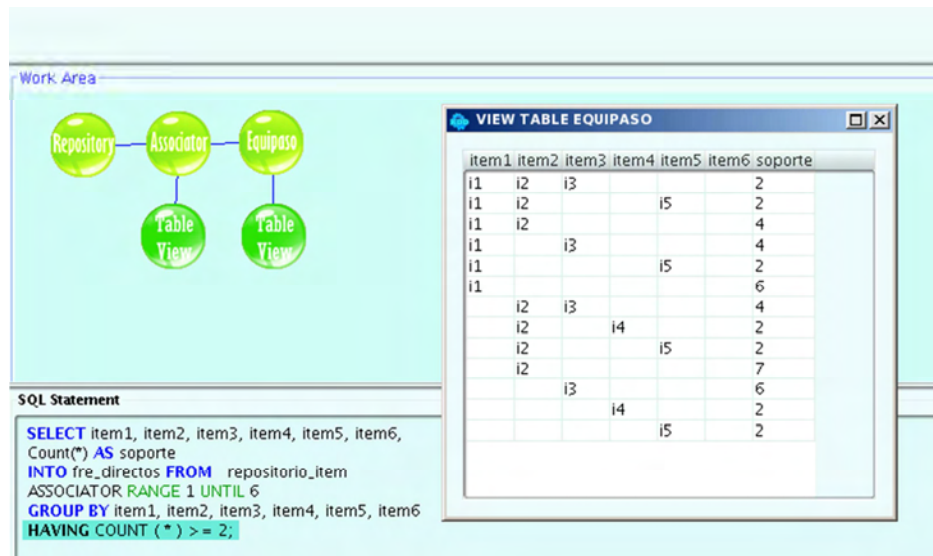 Work Area
Repository
Associator
Equipaso
Table
View
Table
View
VIEW TABLE EQUIPASO
item1 item2 item3 item4 item5 item6 soporte
i1 i2 i3 2
i1 i2 i5 2
i1 i2 4
i1 i3 4
i1 i5 2
i1 6
i2 i3 4
i2 i4 2
i2 i5 2
i2 7
i3 6
i4 2
i5 2
SQL Statement
SELECT item1, item2, item3, item4, item5, item6,
Count(*) AS soporte
INTO fre_directos FROM repositorio_item
ASSOCIATOR RANGE 1 UNTIL 6
GROUP BY item1, item2, item3, item4, item5, item6
HAVING COUNT ( * ) > = 2;